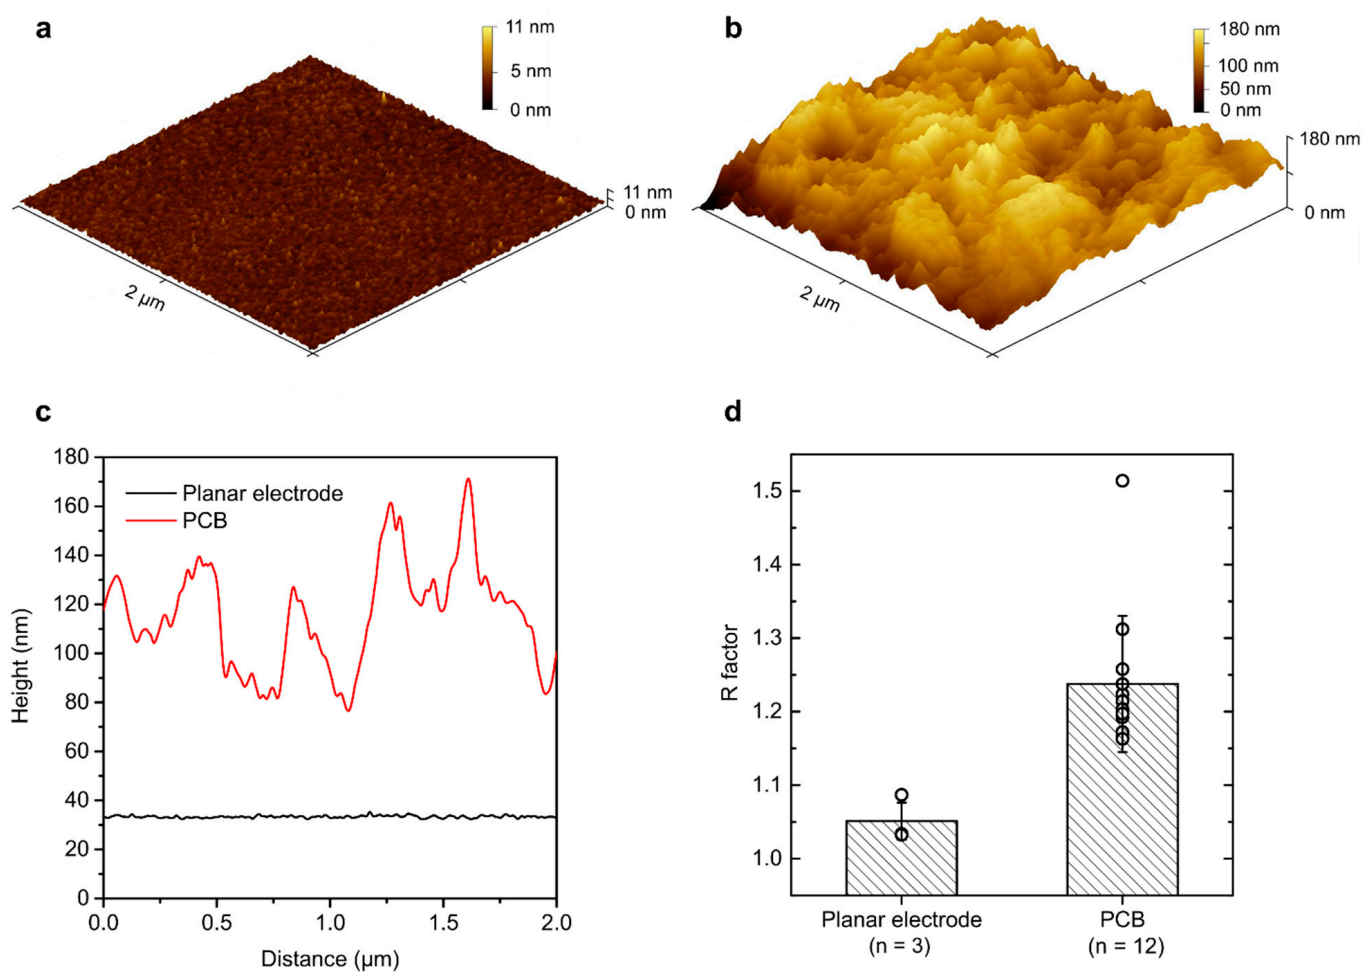 a
11 nm
5 nm
0 nm
11 nm
0 nm
2 µm
b
180 nm
100 nm
50 nm
0 nm
180 nm
0 nm
2 µm
c
180
160
140
120
100
80
60
40
20
0
Height (nm)
Planar electrode
PCB
0.0 0.5 1.0 1.5 2.0
Distance (µm)
d
1.5
1.4
1.3
1.2
1.1
1.0
R factor
Planar electrode PCB
(n = 3) (n = 12)